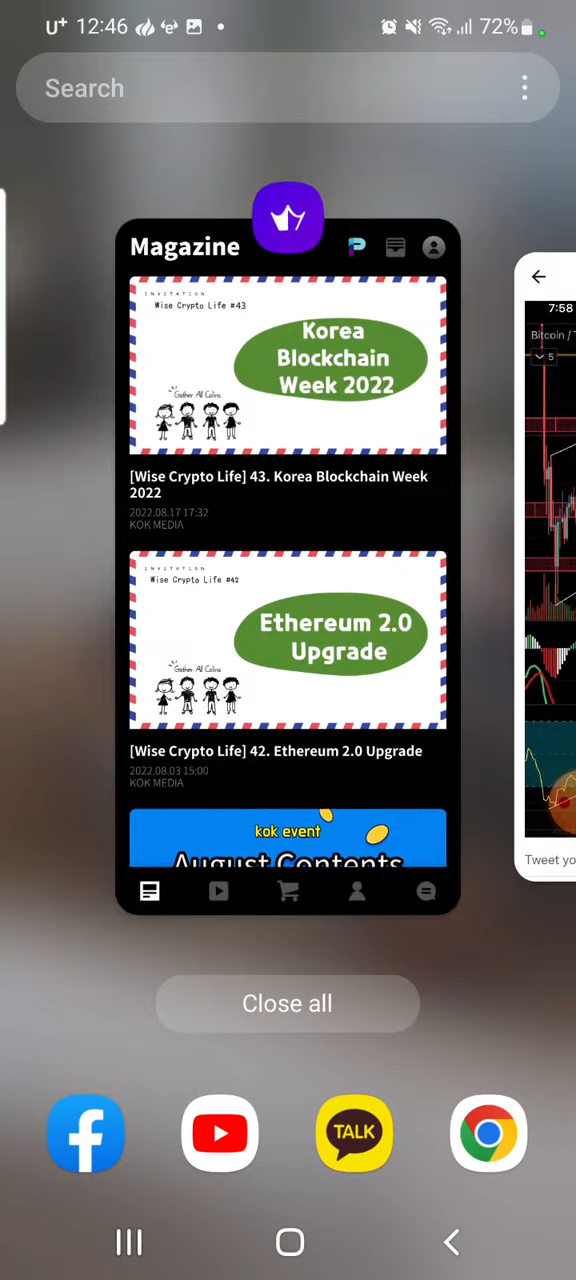 U+ 12:46
72%
Search
Magazine
INVITATION
Wise Crypto Life #43
Korea
Blockchain
Week 2022
Gather All Coins
[Wise Crypto Life] 43. Korea Blockchain Week
2022
2022.08.17 17:32
KOK MEDIA
INVITATION
Wise Crypto Life #42
Ethereum 2.0
Upgrade
Gather All Coins
[Wise Crypto Life] 42. Ethereum 2.0 Upgrade
2022.08.03 15:00
KOK MEDIA
kok event
August Contents
7:58
Bitcoin / T
5
Tweet yo
Close all
TALK